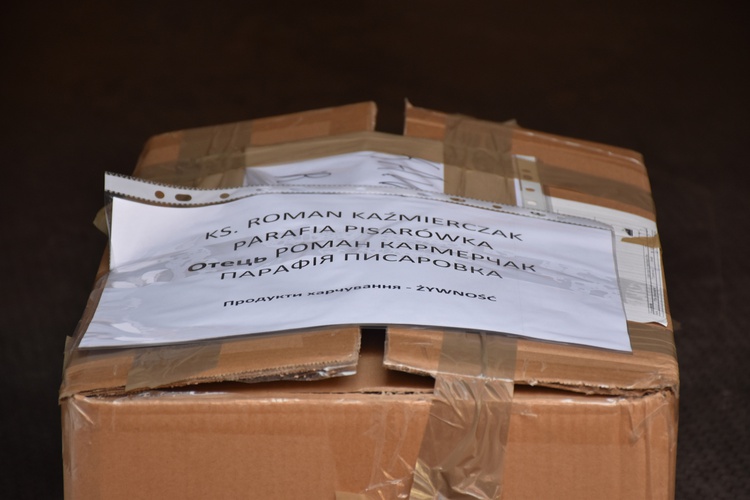 KS. ROMAN KAŹMIERCZAK
PARAFIA PISARÓWKA
Отець РОМАН КАРМЕРЧАК
ПАРАФІЯ ПИСАРОВКА
Продукти харчування - ŻYWNOŚĆ